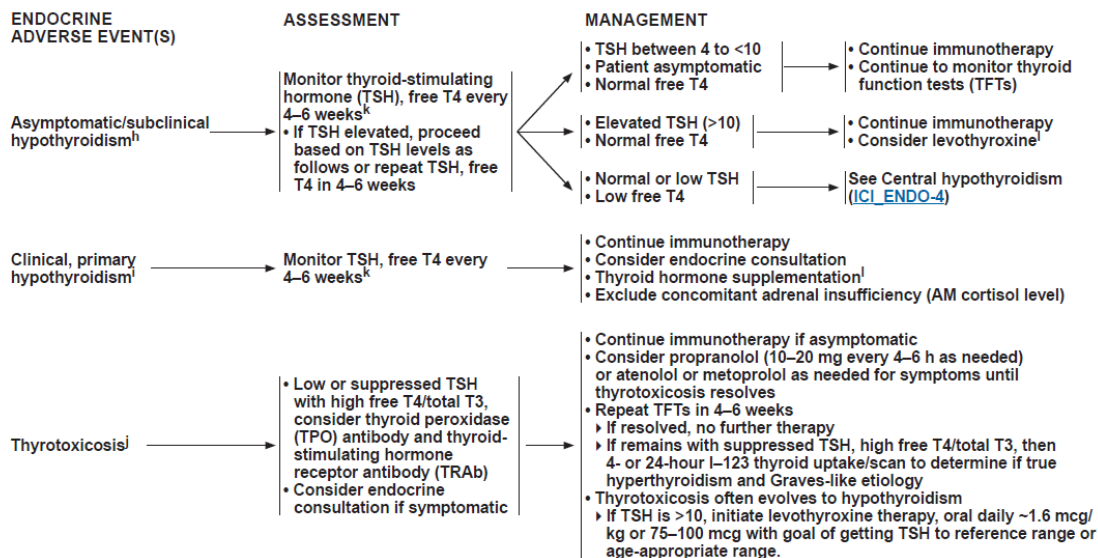 ENDOCRINE
ADVERSE EVENT(S)
ASSESSMENT
MANAGEMENT
Asymptomatic/subclinical
hypothyroidismʰ
Monitor thyroid-stimulating
hormone (TSH), free T4 every
4–6 weeksᵏ
• If TSH elevated, proceed
based on TSH levels as
follows or repeat TSH, free
T4 in 4–6 weeks
• TSH between 4 to <10
• Patient asymptomatic
• Normal free T4
• Continue immunotherapy
• Continue to monitor thyroid
function tests (TFTs)
• Elevated TSH (>10)
• Normal free T4
• Continue immunotherapy
• Consider levothyroxineˡ
• Normal or low TSH
• Low free T4
See Central hypothyroidism
(ICI_ENDO-4)
Clinical, primary
hypothyroidismⁱ
Monitor TSH, free T4 every
4–6 weeksᵏ
• Continue immunotherapy
• Consider endocrine consultation
• Thyroid hormone supplementationˡ
• Exclude concomitant adrenal insufficiency (AM cortisol level)
Thyrotoxicosisʲ
• Low or suppressed TSH
with high free T4/total T3,
consider thyroid peroxidase
(TPO) antibody and thyroid-
stimulating hormone
receptor antibody (TRAb)
• Consider endocrine
consultation if symptomatic
• Continue immunotherapy if asymptomatic
• Consider propranolol (10–20 mg every 4–6 h as needed)
or atenolol or metoprolol as needed for symptoms until
thyrotoxicosis resolves
• Repeat TFTs in 4–6 weeks
▸ If resolved, no further therapy
▸ If remains with suppressed TSH, high free T4/total T3, then
4- or 24-hour I–123 thyroid uptake/scan to determine if true
hyperthyroidism and Graves-like etiology
• Thyrotoxicosis often evolves to hypothyroidism
▸ If TSH is >10, initiate levothyroxine therapy, oral daily ~1.6 mcg/
kg or 75–100 mcg with goal of getting TSH to reference range or
age-appropriate range.